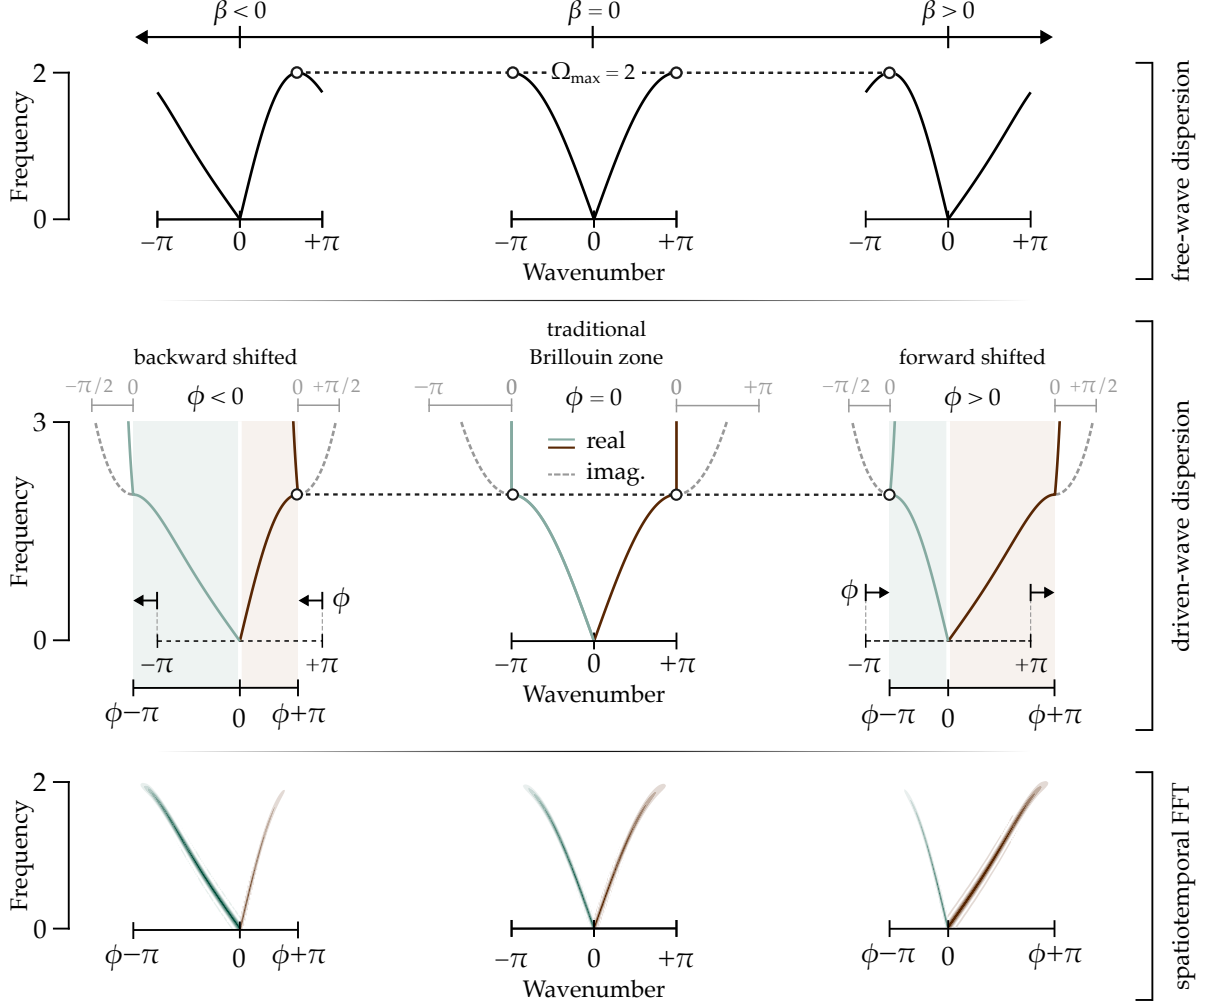 β < 0 β = 0 β > 0
Frequency
2
0
Ωmax = 2
−π 0 +π −π 0 +π −π 0 +π
Wavenumber
free-wave dispersion
traditional
backward shifted Brillouin zone forward shifted
−π/2 0 0 +π/2 −π 0 0 +π −π/2 0 0 +π/2
ϕ < 0 ϕ = 0 ϕ > 0
3
real
imag.
Frequency
ϕ ϕ
0
−π +π −π 0 +π −π +π
Wavenumber
ϕ−π 0 ϕ+π ϕ−π 0 ϕ+π
driven-wave dispersion
2
Frequency
0
ϕ−π 0 ϕ+π −π 0 +π ϕ−π 0 ϕ+π
Wavenumber
spatiotemporal FFT